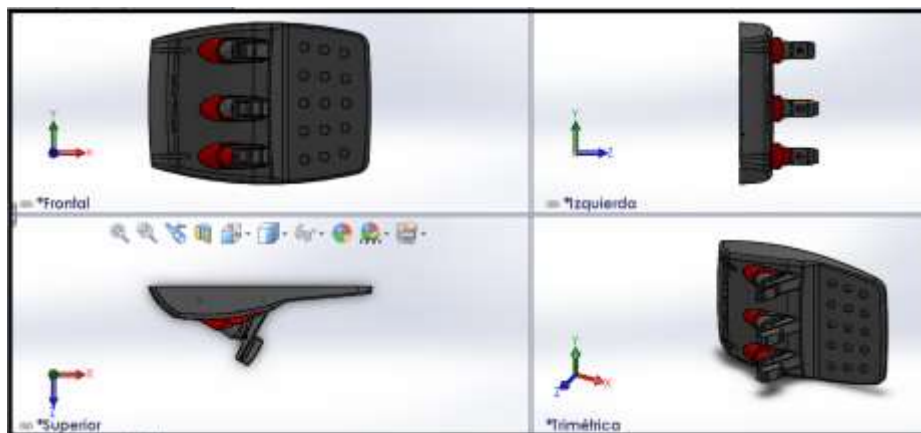 Y
X
*Frontal
Y
Z
*Izquierda
X
Z
*Superior
Y
X
Z
*Trimétrica